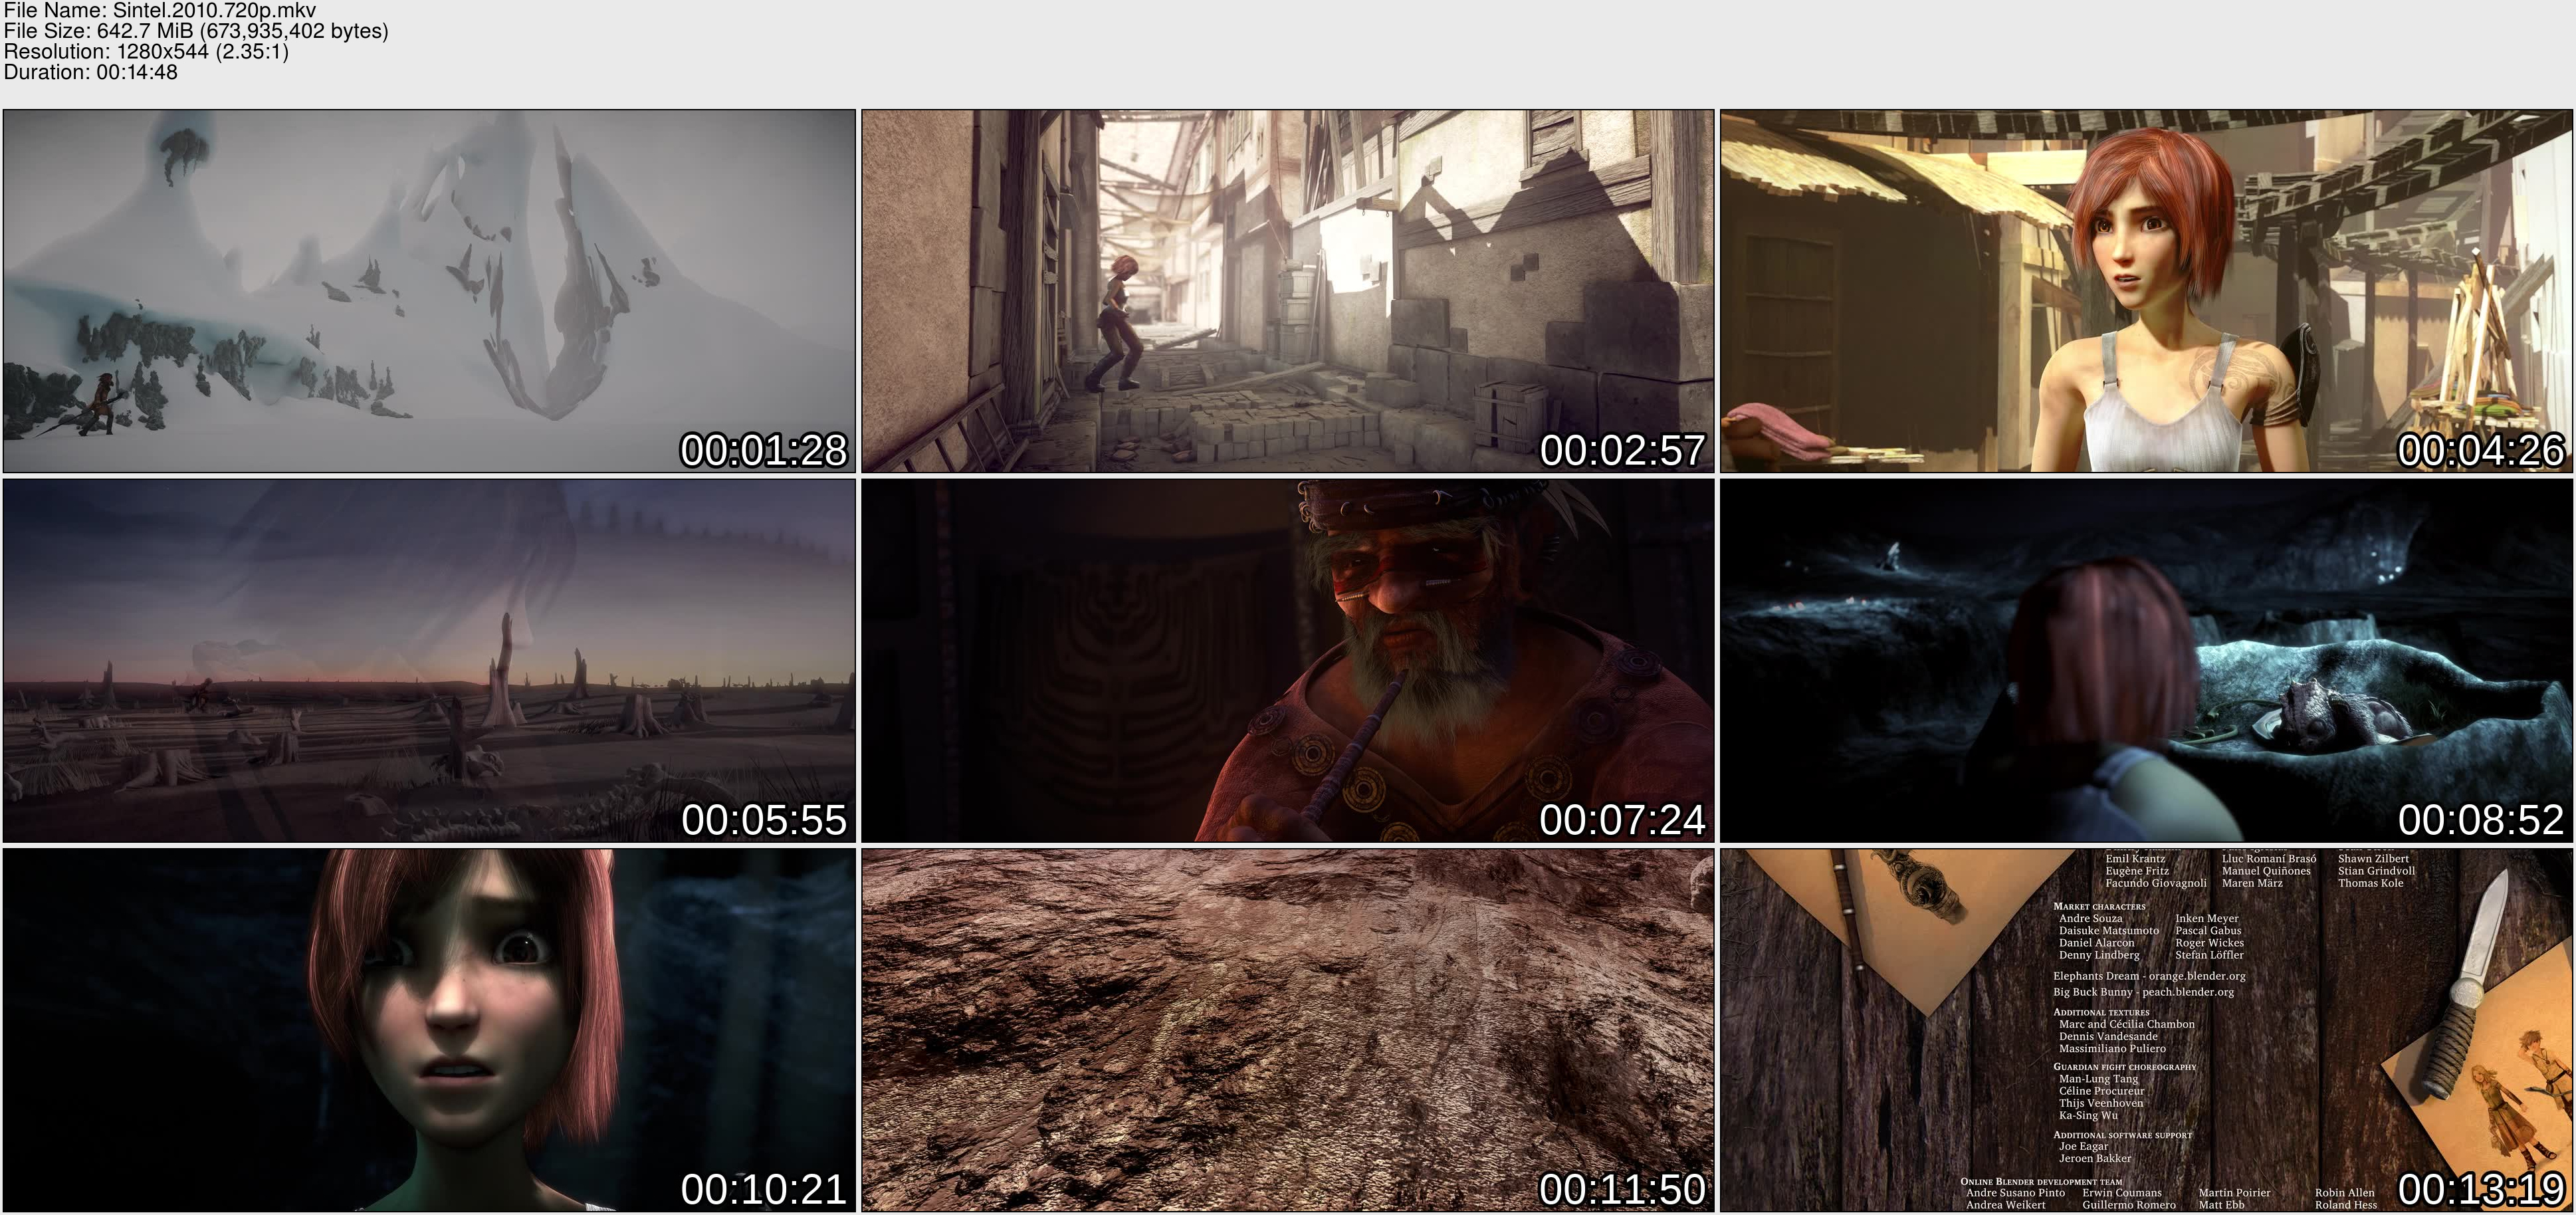 File Name: Sintel.2010.720p.mkv
File Size: 642.7 MiB (673,935,402 bytes)
Resolution: 1280x544 (2.35:1)
Duration: 00:14:48
00:01:28
00:02:57
00:04:26
00:05:55
00:07:24
00:08:52
00:10:21
00:11:50
Emil Krantz Lluc Romaní Brasó Shawn Zilbert
Eugène Fritz Manuel Quiñones Stian Grindvoll
Facundo Giovagnoli Maren März Thomas Kole
Market characters
Andre Souza Inken Meyer
Daisuke Matsumoto Pascal Gabus
Daniel Alarcon Roger Wickes
Denny Lindberg Stefan Löffler
Elephants Dream - orange.blender.org
Big Buck Bunny - peach.blender.org
Additional textures
Marc and Cécilia Chambon
Dennis Vandesande
Massimiliano Puliero
Guardian fight choreography
Man-Lung Tang
Céline Procureur
Thijs Veenhoven
Ka-Sing Wu
Additional software support
Joe Eagar
Jeroen Bakker
Online Blender development team
Andre Susano Pinto Erwin Coumans Martin Poirier Robin Allen
Andrea Weikert Guillermo Romero Matt Ebb Roland Hess
00:13:19